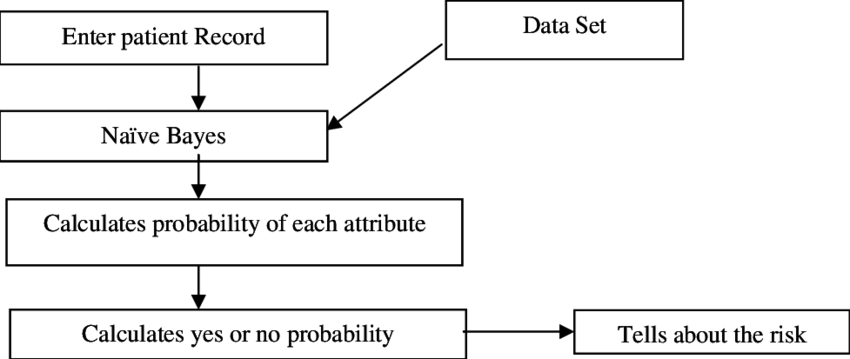 Enter patient Record
Data Set
Naïve Bayes
Calculates probability of each attribute
Calculates yes or no probability
Tells about the risk